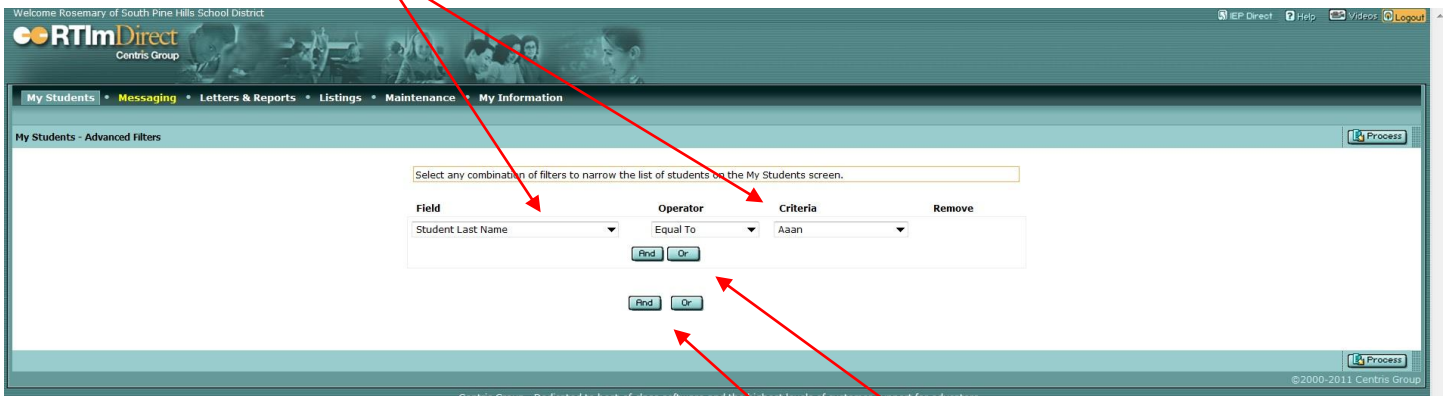 Welcome Rosemary of South Pine Hills School District
IEP Direct Help Videos Logout
RTIm Direct
Centris Group
My Students • Messaging • Letters & Reports • Listings • Maintenance • My Information
My Students - Advanced Filters Process
Select any combination of filters to narrow the list of students on the My Students screen.
Field Operator Criteria Remove
Student Last Name Equal To Aaan
And Or
And Or
Process
©2000-2011 Centris Group